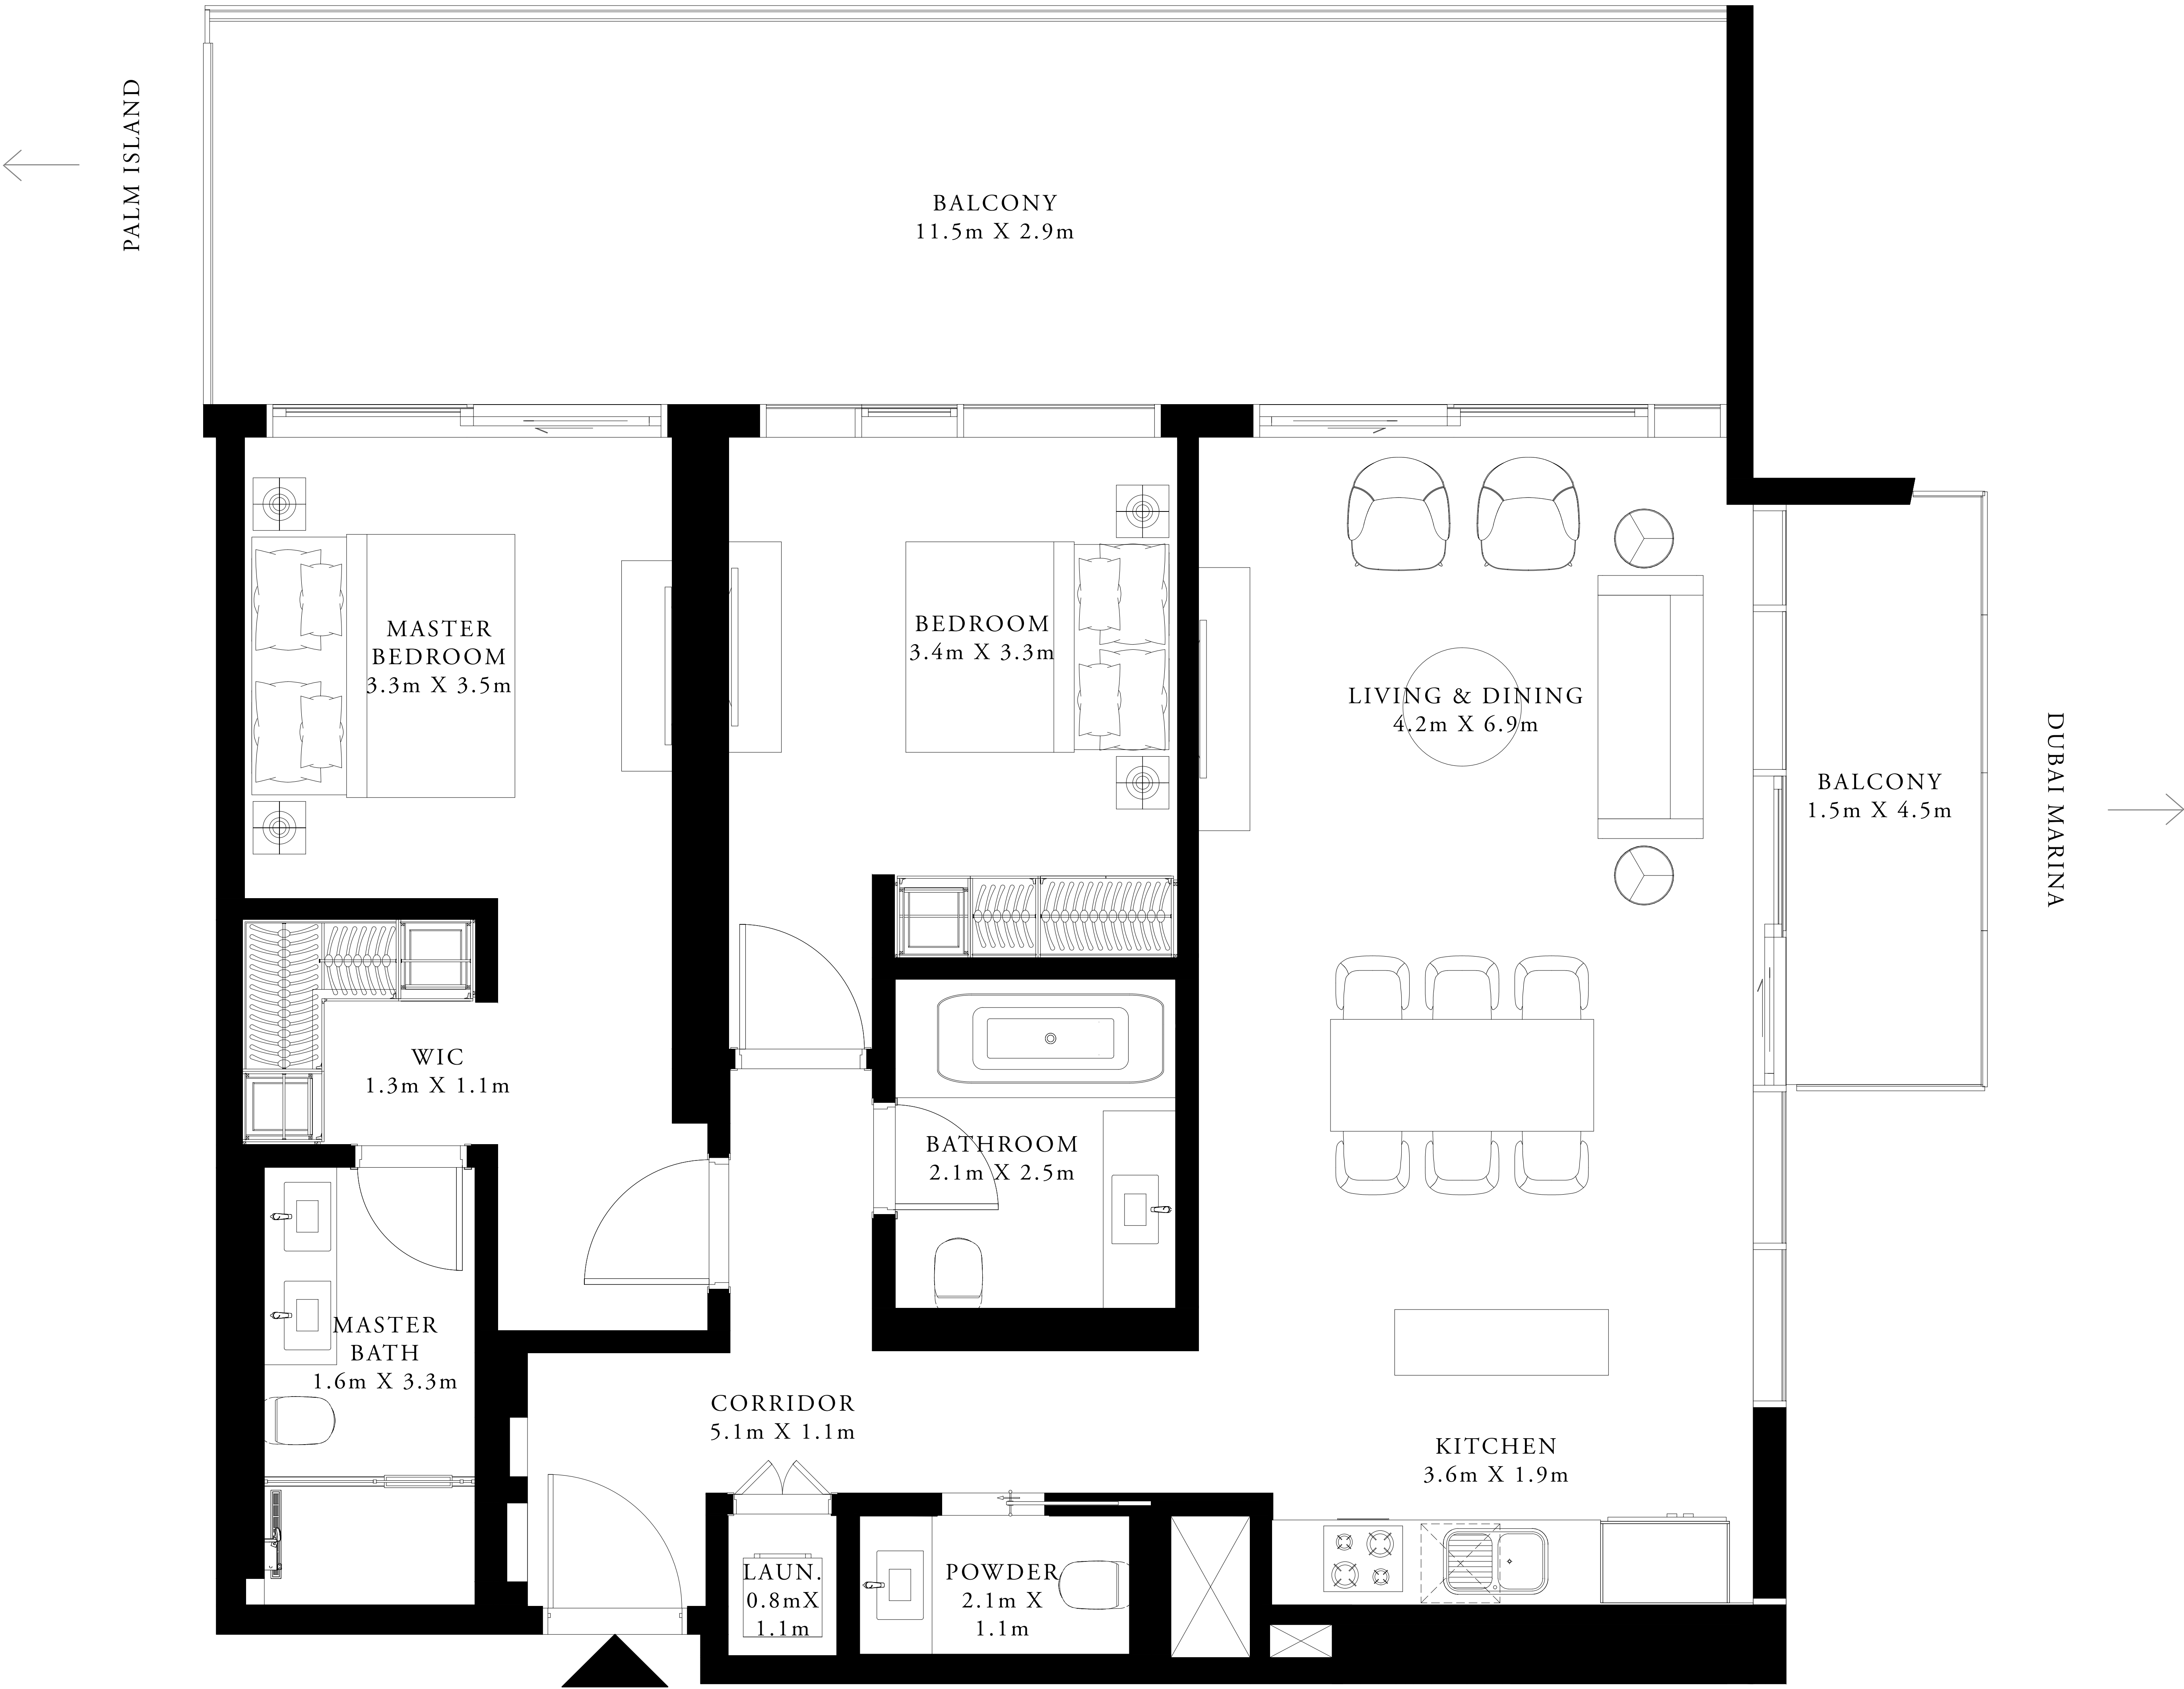 PALM ISLAND
BALCONY
11.5m X 2.9m
MASTER
BEDROOM
3.3m X 3.5m
BEDROOM
3.4m X 3.3m
LIVING & DINING
4.2m X 6.9m
BALCONY
1.5m X 4.5m
DUBAI MARINA
WIC
1.3m X 1.1m
BATHROOM
2.1m X 2.5m
MASTER
BATH
1.6m X 3.3m
CORRIDOR
5.1m X 1.1m
KITCHEN
3.6m X 1.9m
LAUN.
0.8mX
1.1m
POWDER
2.1m X
1.1m